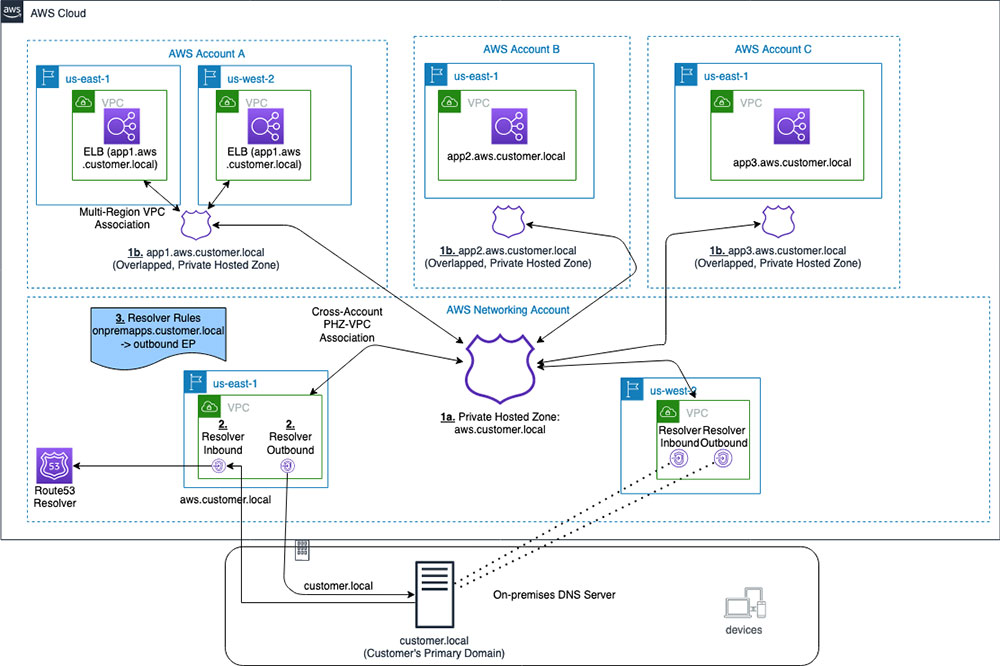 aws
AWS Cloud
AWS Account A
us-east-1
VPC
ELB (app1.aws
.customer.local)
us-west-2
VPC
ELB (app1.aws
.customer.local)
Multi-Region VPC
Association
1b. app1.aws.customer.local
(Overlapped, Private Hosted Zone)
AWS Account B
us-east-1
VPC
app2.aws.customer.local
1b. app2.aws.customer.local
(Overlapped, Private Hosted Zone)
AWS Account C
us-east-1
VPC
app3.aws.customer.local
1b. app3.aws.customer.local
(Overlapped, Private Hosted Zone)
AWS Networking Account
3. Resolver Rules
onpremapps.customer.local
-> outbound EP
Cross-Account
PHZ-VPC
Association
us-east-1
VPC
2.
Resolver
Inbound
2.
Resolver
Outbound
aws.customer.local
53
Route53
Resolver
1a. Private Hosted Zone:
aws.customer.local
us-west-2
VPC
Resolver
Inbound
Resolver
Outbound
customer.local
On-premises DNS Server
customer.local
(Customer's Primary Domain)
devices